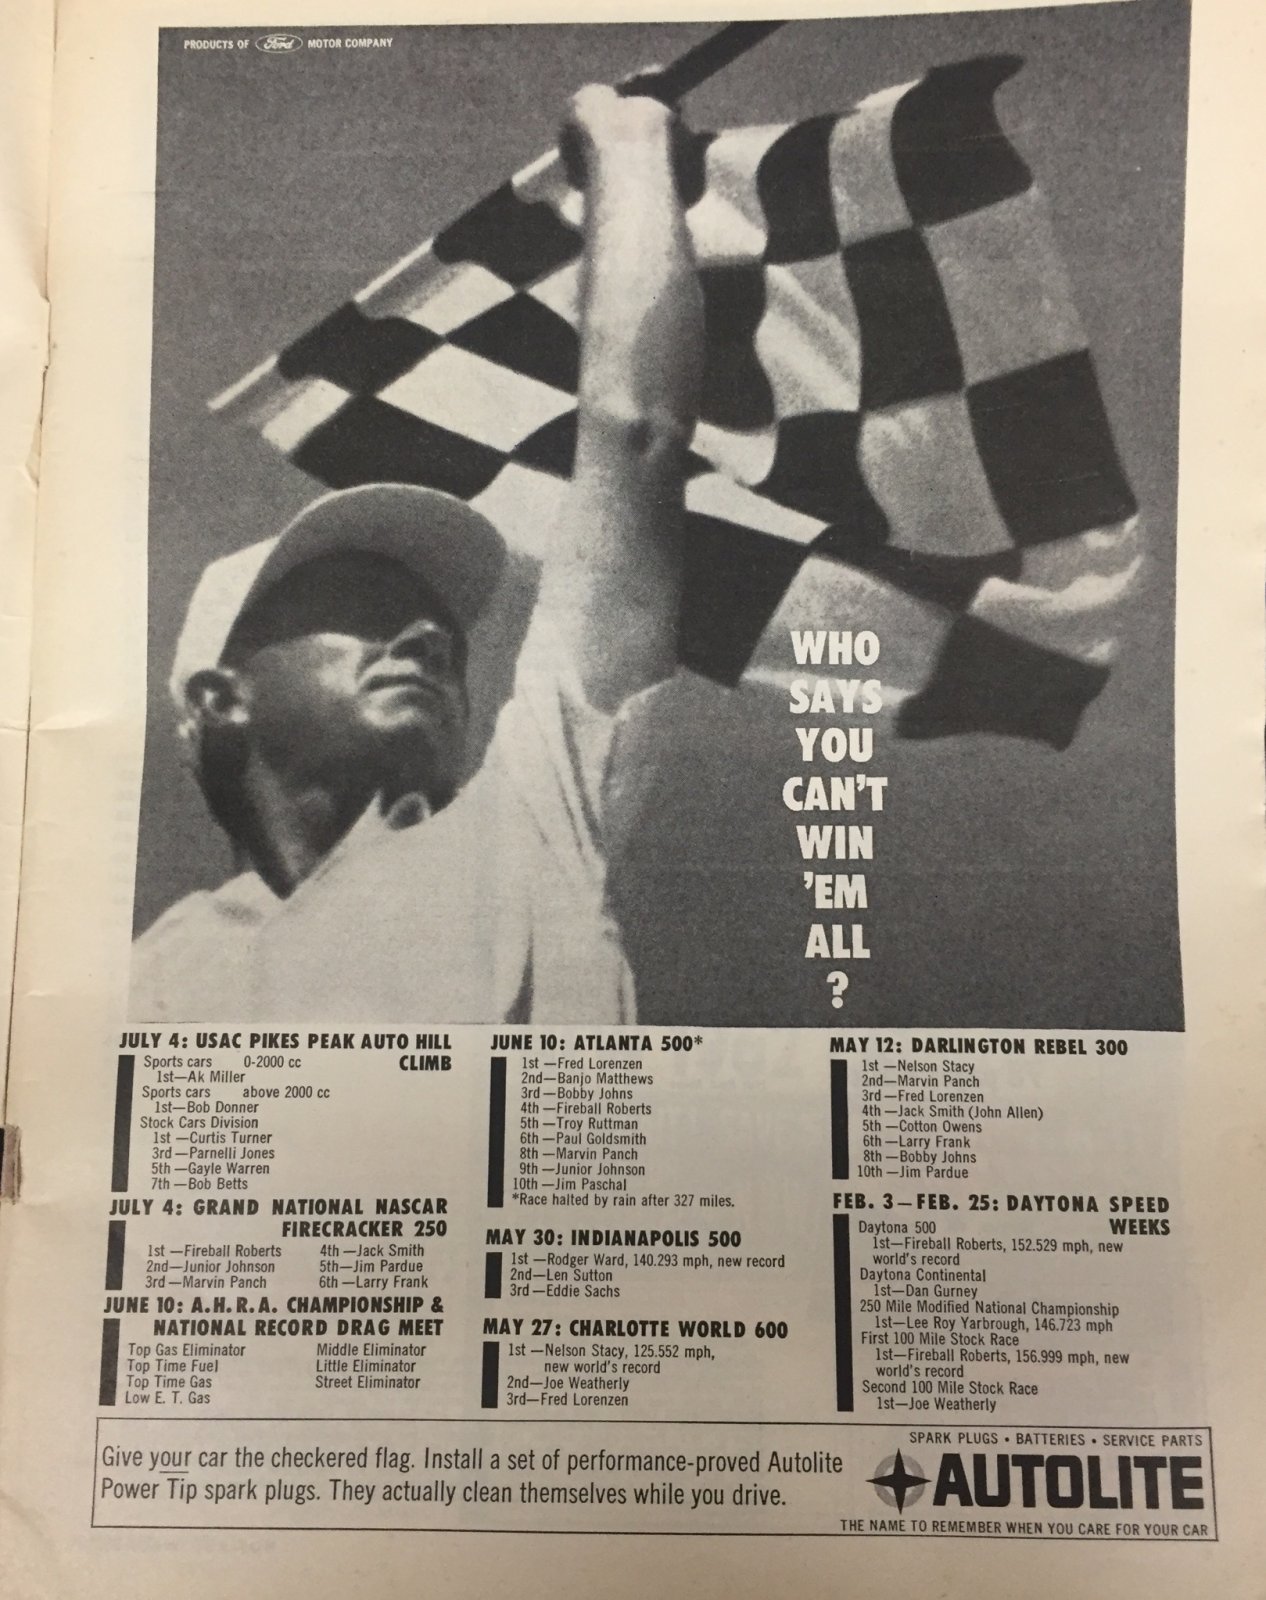 PRODUCTS OF Ford MOTOR COMPANY
WHO
SAYS
YOU
CAN'T
WIN
'EM
ALL
?
JULY 4: USAC PIKES PEAK AUTO HILL
CLIMB
Sports cars 0-2000 cc
1st—Ak Miller
Sports cars above 2000 cc
1st—Bob Donner
Stock Cars Division
1st —Curtis Turner
3rd—Parnelli Jones
5th—Gayle Warren
7th—Bob Betts
JULY 4: GRAND NATIONAL NASCAR
FIRECRACKER 250
1st —Fireball Roberts 4th—Jack Smith
2nd—Junior Johnson 5th—Jim Pardue
3rd—Marvin Panch 6th—Larry Frank
JUNE 10: A.H.R.A. CHAMPIONSHIP &
NATIONAL RECORD DRAG MEET
Top Gas Eliminator Middle Eliminator
Top Time Fuel Little Eliminator
Top Time Gas Street Eliminator
Low E. T. Gas
JUNE 10: ATLANTA 500*
1st—Fred Lorenzen
2nd—Banjo Matthews
3rd—Bobby Johns
4th—Fireball Roberts
5th—Troy Ruttman
6th—Paul Goldsmith
8th—Marvin Panch
9th—Junior Johnson
10th—Jim Paschal
*Race halted by rain after 327 miles.
MAY 30: INDIANAPOLIS 500
1st—Rodger Ward, 140.293 mph, new record
2nd—Len Sutton
3rd—Eddie Sachs
MAY 27: CHARLOTTE WORLD 600
1st —Nelson Stacy, 125.552 mph,
new world's record
2nd—Joe Weatherly
3rd—Fred Lorenzen
MAY 12: DARLINGTON REBEL 300
1st —Nelson Stacy
2nd—Marvin Panch
3rd—Fred Lorenzen
4th—Jack Smith (John Allen)
5th—Cotton Owens
6th—Larry Frank
8th—Bobby Johns
10th—Jim Pardue
FEB. 3—FEB. 25: DAYTONA SPEED
WEEKS
Daytona 500
1st—Fireball Roberts, 152.529 mph, new
world's record
Daytona Continental
1st—Dan Gurney
250 Mile Modified National Championship
1st—Lee Roy Yarbrough, 146.723 mph
First 100 Mile Stock Race
1st—Fireball Roberts, 156.999 mph, new
world's record
Second 100 Mile Stock Race
1st—Joe Weatherly
Give your car the checkered flag. Install a set of performance-proved Autolite
Power Tip spark plugs. They actually clean themselves while you drive.
SPARK PLUGS • BATTERIES • SERVICE PARTS
AUTOLITE
THE NAME TO REMEMBER WHEN YOU CARE FOR YOUR CAR